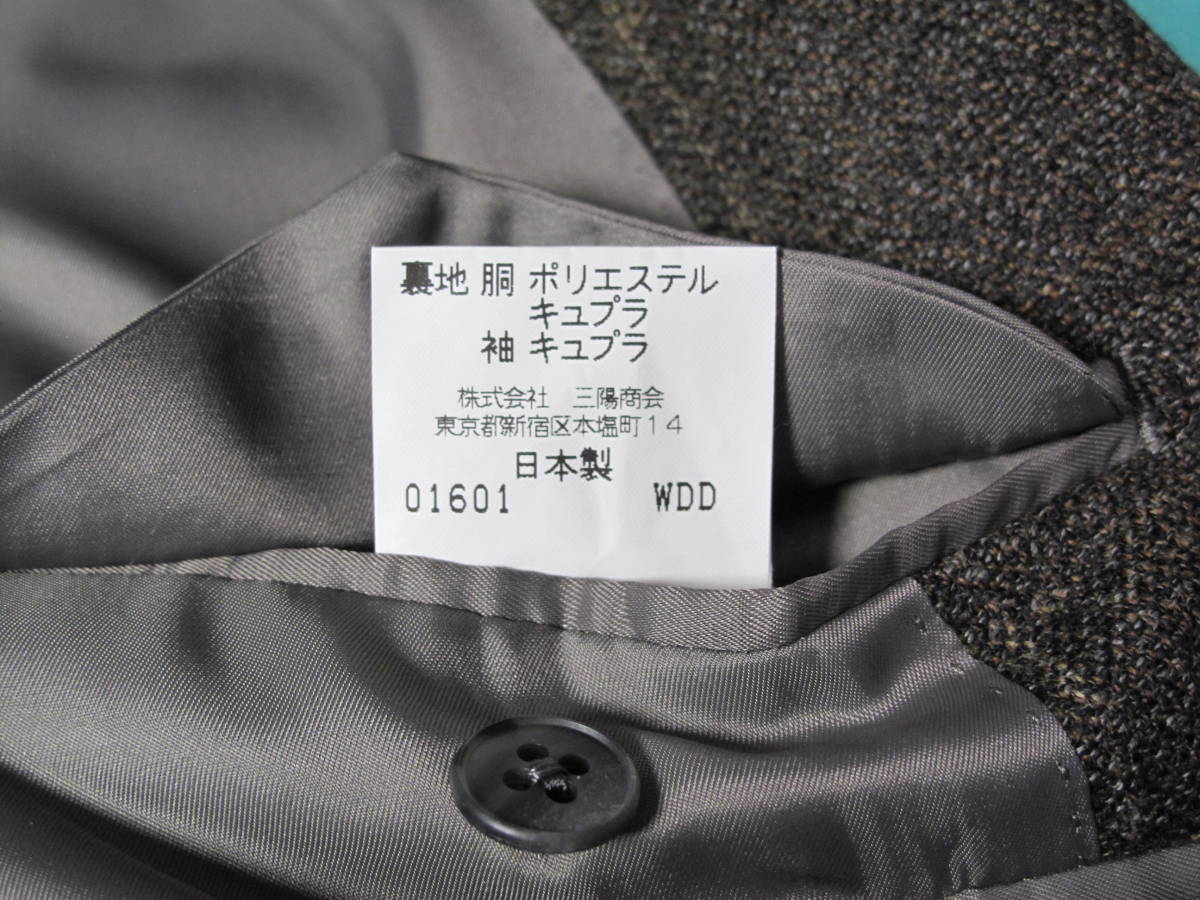 裏地 胴 ポリエステル
キュプラ
袖 キュプラ
株式会社 三陽商会
東京都新宿区本塩町14
日本製
01601 WDD